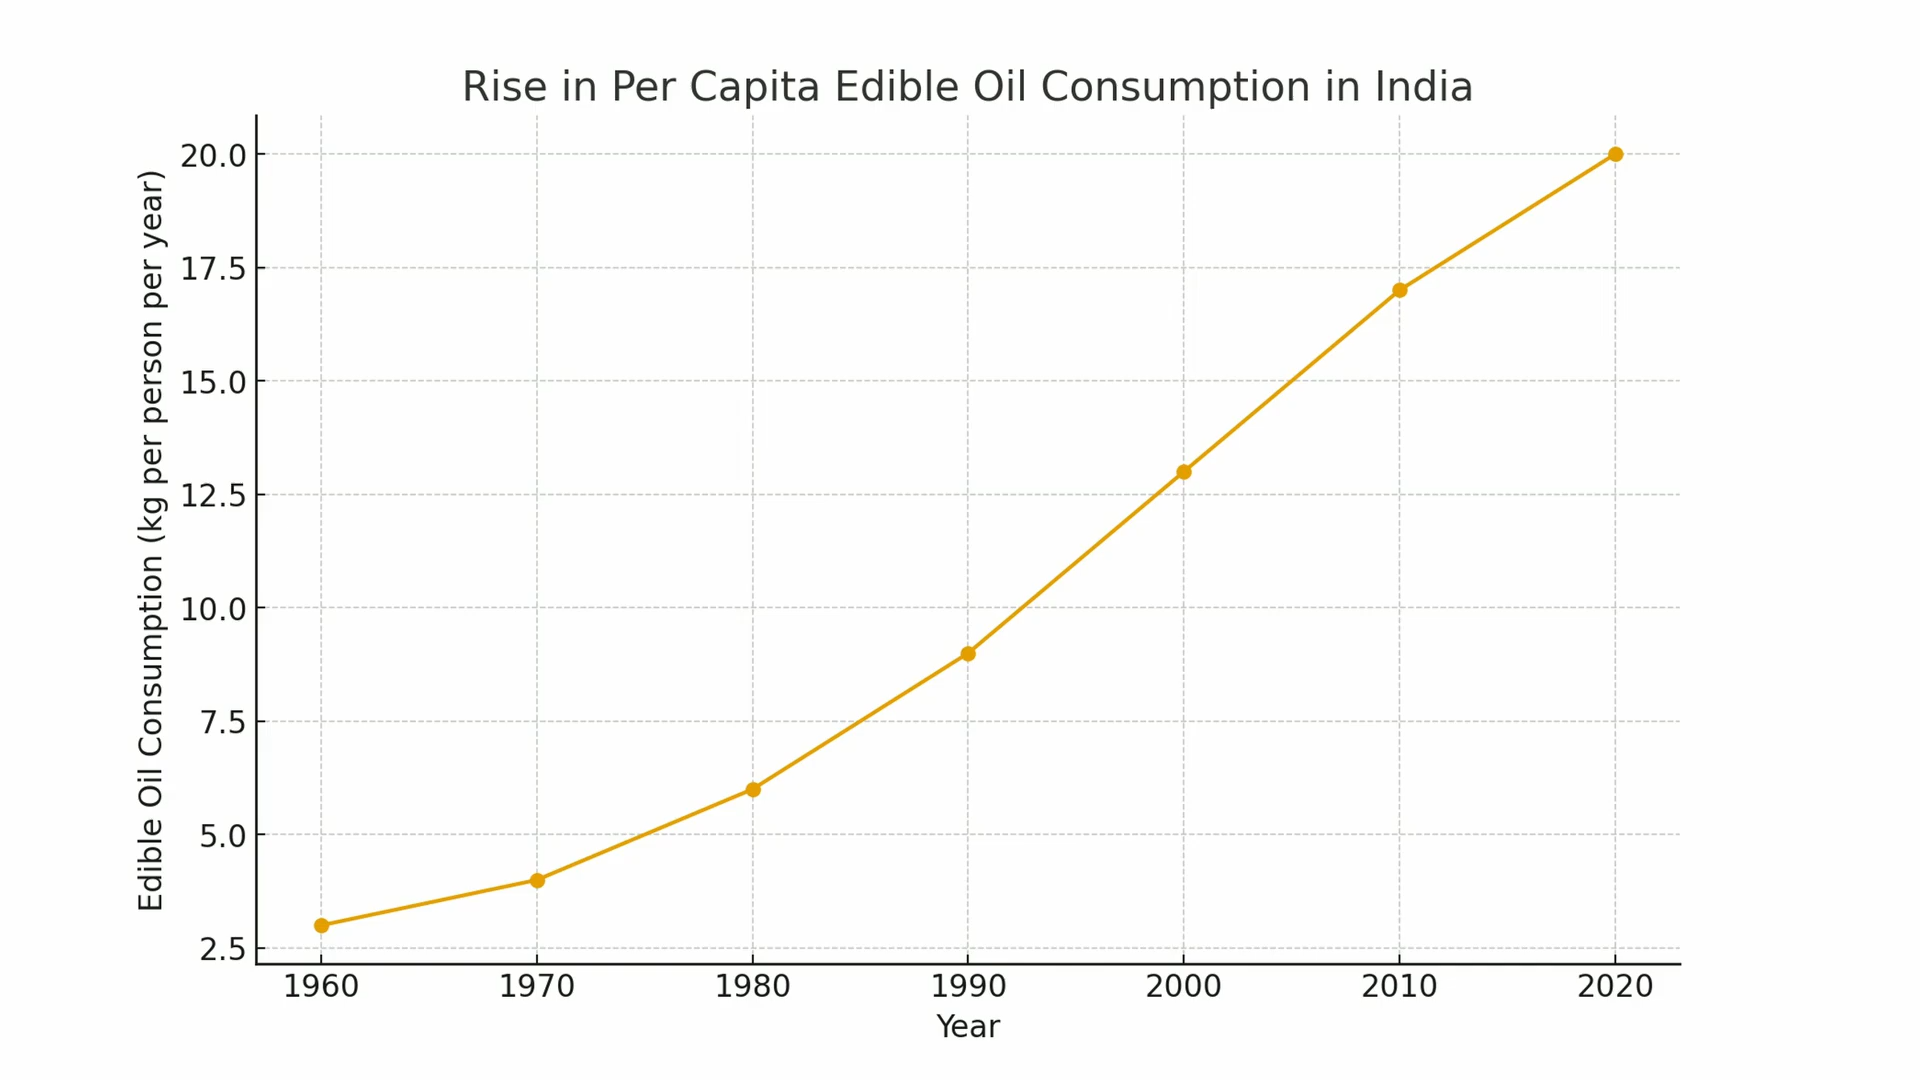 Rise in Per Capita Edible Oil Consumption in India
Edible Oil Consumption (kg per person per year)
20.0
17.5
15.0
12.5
10.0
7.5
5.0
2.5
1960 1970 1980 1990 2000 2010 2020
Year